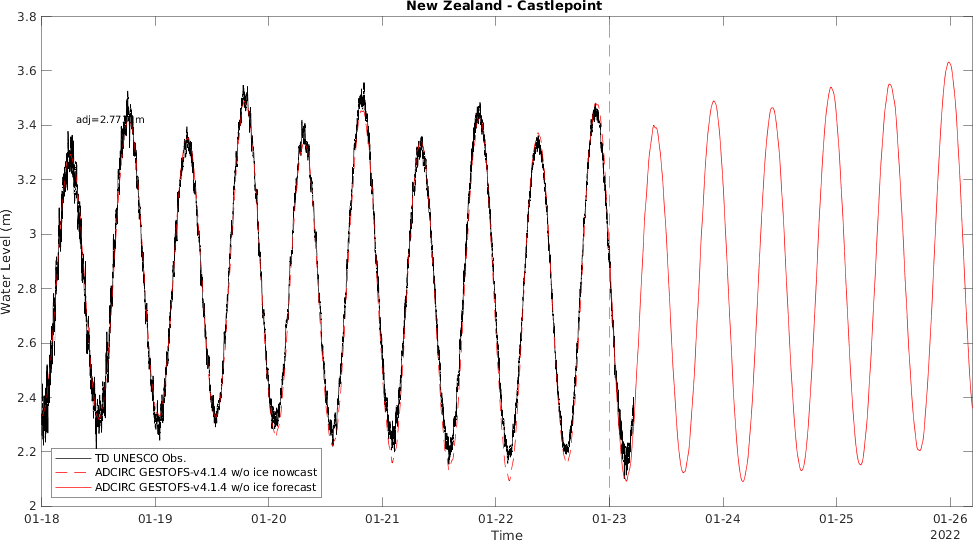 New Zealand - Castlepoint
3.8
3.6
3.4
3.2
3
2.8
2.6
2.4
2.2
2
Water Level (m)
m
TD UNESCO Obs.
ADCIRC GESTOFS-v4.1.4 w/o ice nowcast
ADCIRC GESTOFS-v4.1.4 w/o ice forecast
01-18
01-19
01-20
01-21
01-22
01-23
01-24
01-25
01-26
Time
2022